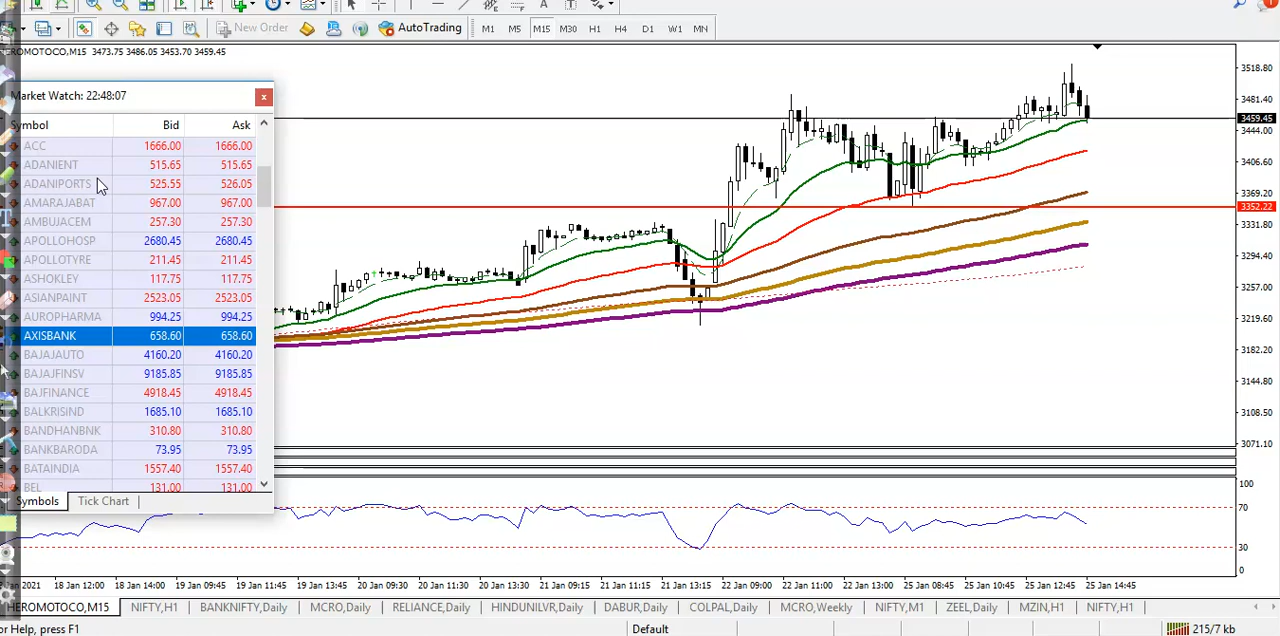 New Order
AutoTrading
M1 M5 M15 M30 H1 H4 D1 W1 MN
EROMOTOCO,M15 3473.75 3486.05 3453.70 3459.45
Market Watch: 22:48:07
x
Symbol Bid Ask
ACC 1666.00 1666.00
ADANIENT 515.65 515.65
ADANIPORTS 525.55 526.05
AMARAJABAT 967.00 967.00
AMBUJACEM 257.30 257.30
APOLLOHOSP 2680.45 2680.45
APOLLOTYRE 211.45 211.45
ASHOKLEY 117.75 117.75
ASIANPAINT 2523.05 2523.05
AUROPHARMA 994.25 994.25
AXISBANK 658.60 658.60
BAJAJAUTO 4160.20 4160.20
BAJAJFINSV 9185.85 9185.85
BAJFINANCE 4918.45 4918.45
BALKRISIND 1685.10 1685.10
BANDHANBNK 310.80 310.80
BANKBARODA 73.95 73.95
BATAINDIA 1557.40 1557.40
BEL 131.00 131.00
Symbols Tick Chart
3518.80
3481.40
3459.45
3444.00
3406.60
3369.20
3352.22
3331.80
3294.40
3257.00
3219.60
3182.20
3144.80
3108.50
3071.10
100
70
30
0
Jan 2021 18 Jan 12:00 18 Jan 14:00 19 Jan 09:45 19 Jan 11:45 19 Jan 13:45 20 Jan 09:30 20 Jan 11:30 20 Jan 13:30 21 Jan 09:15 21 Jan 11:15 21 Jan 13:15 22 Jan 09:00 22 Jan 11:00 22 Jan 13:00 25 Jan 08:45 25 Jan 10:45 25 Jan 12:45 25 Jan 14:45
HEROMOTOCO,M15 NIFTY,H1 BANKNIFTY,Daily MCRO,Daily RELIANCE,Daily HINDUNILVR,Daily DABUR,Daily COLPAL,Daily MCRO,Weekly NIFTY,M1 ZEEL,Daily MZIN,H1 NIFTY,H1
or Help, press F1 Default 215/7 kb